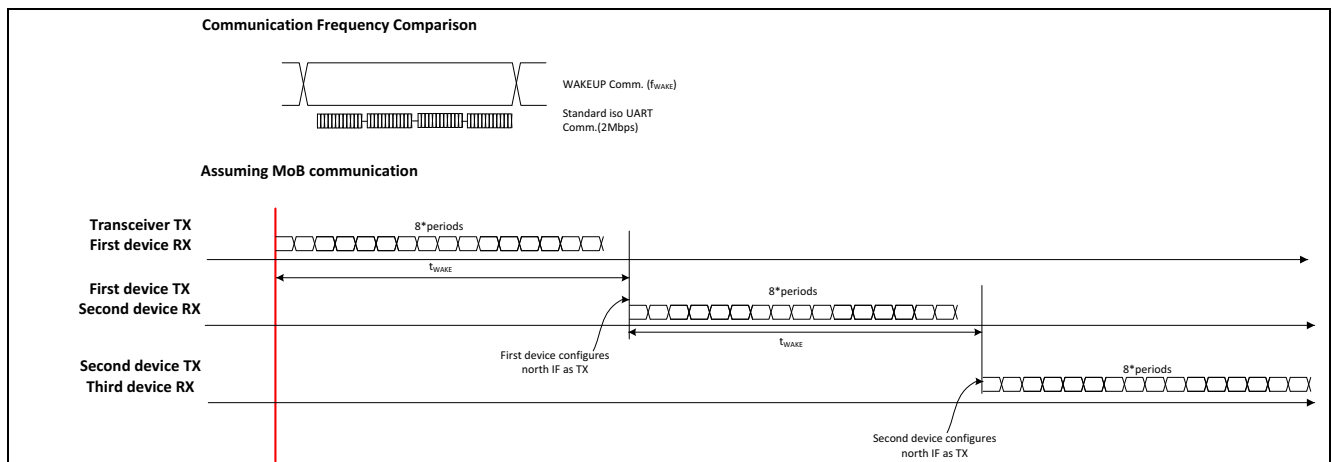 Communication Frequency Comparison
WAKEUP Comm. (fWAKE)
Standard iso UART
Comm.(2Mbps)
Assuming MoB communication
Transceiver TX
First device RX
8*periods
tWAKE
First device TX
Second device RX
8*periods
tWAKE
First device configures
north IF as TX
Second device TX
Third device RX
8*periods
Second device configures
north IF as TX